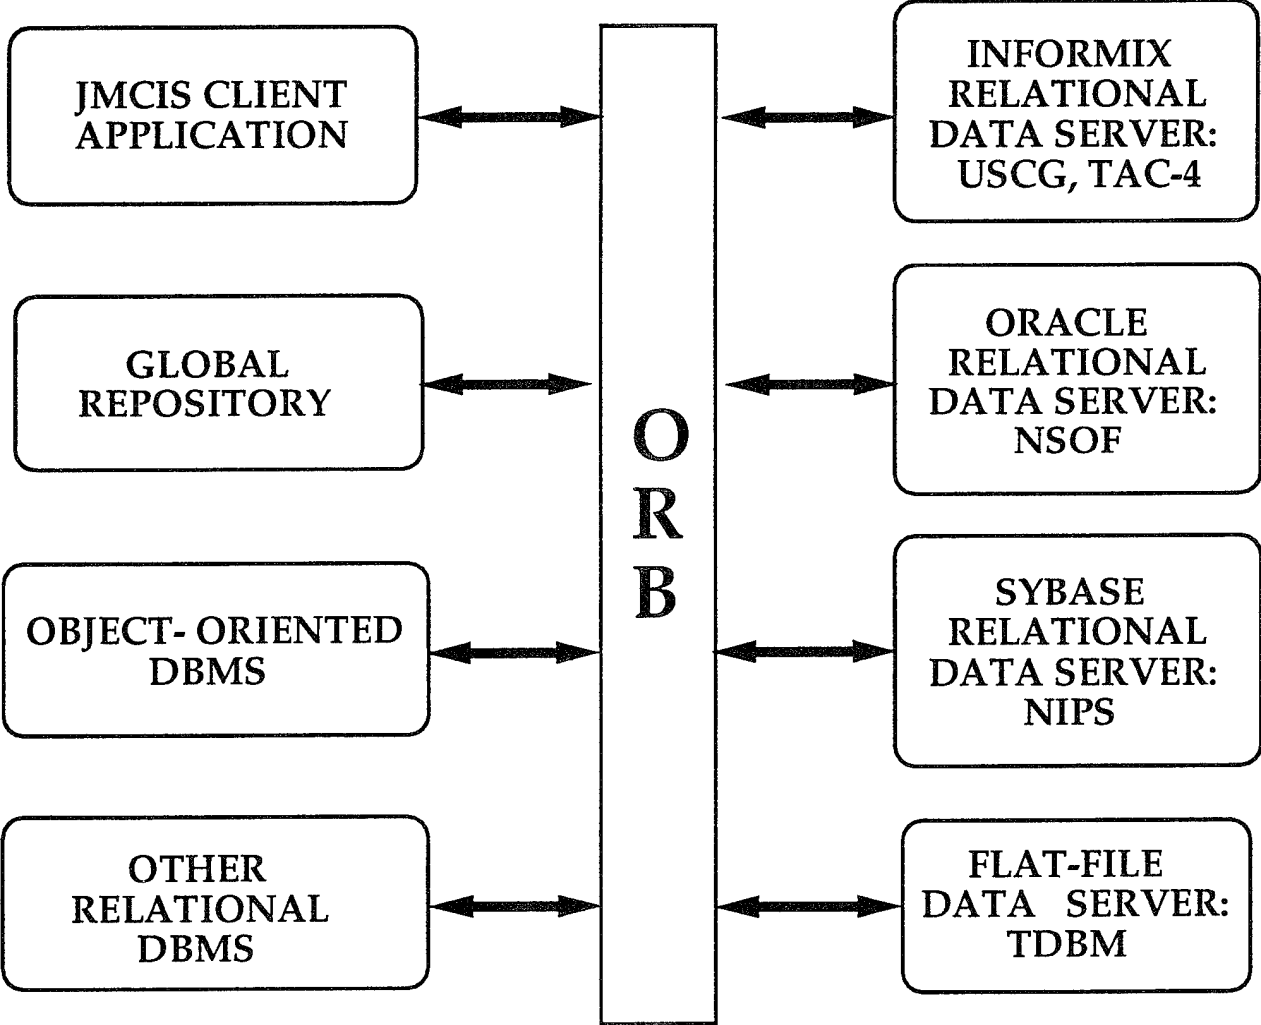 JMCIS CLIENT
APPLICATION
GLOBAL
REPOSITORY
OBJECT- ORIENTED
DBMS
OTHER
RELATIONAL
DBMS
O
R
B
INFORMIX
RELATIONAL
DATA SERVER:
USCG, TAC-4
ORACLE
RELATIONAL
DATA SERVER:
NSOF
SYBASE
RELATIONAL
DATA SERVER:
NIPS
FLAT-FILE
DATA SERVER:
TDBM